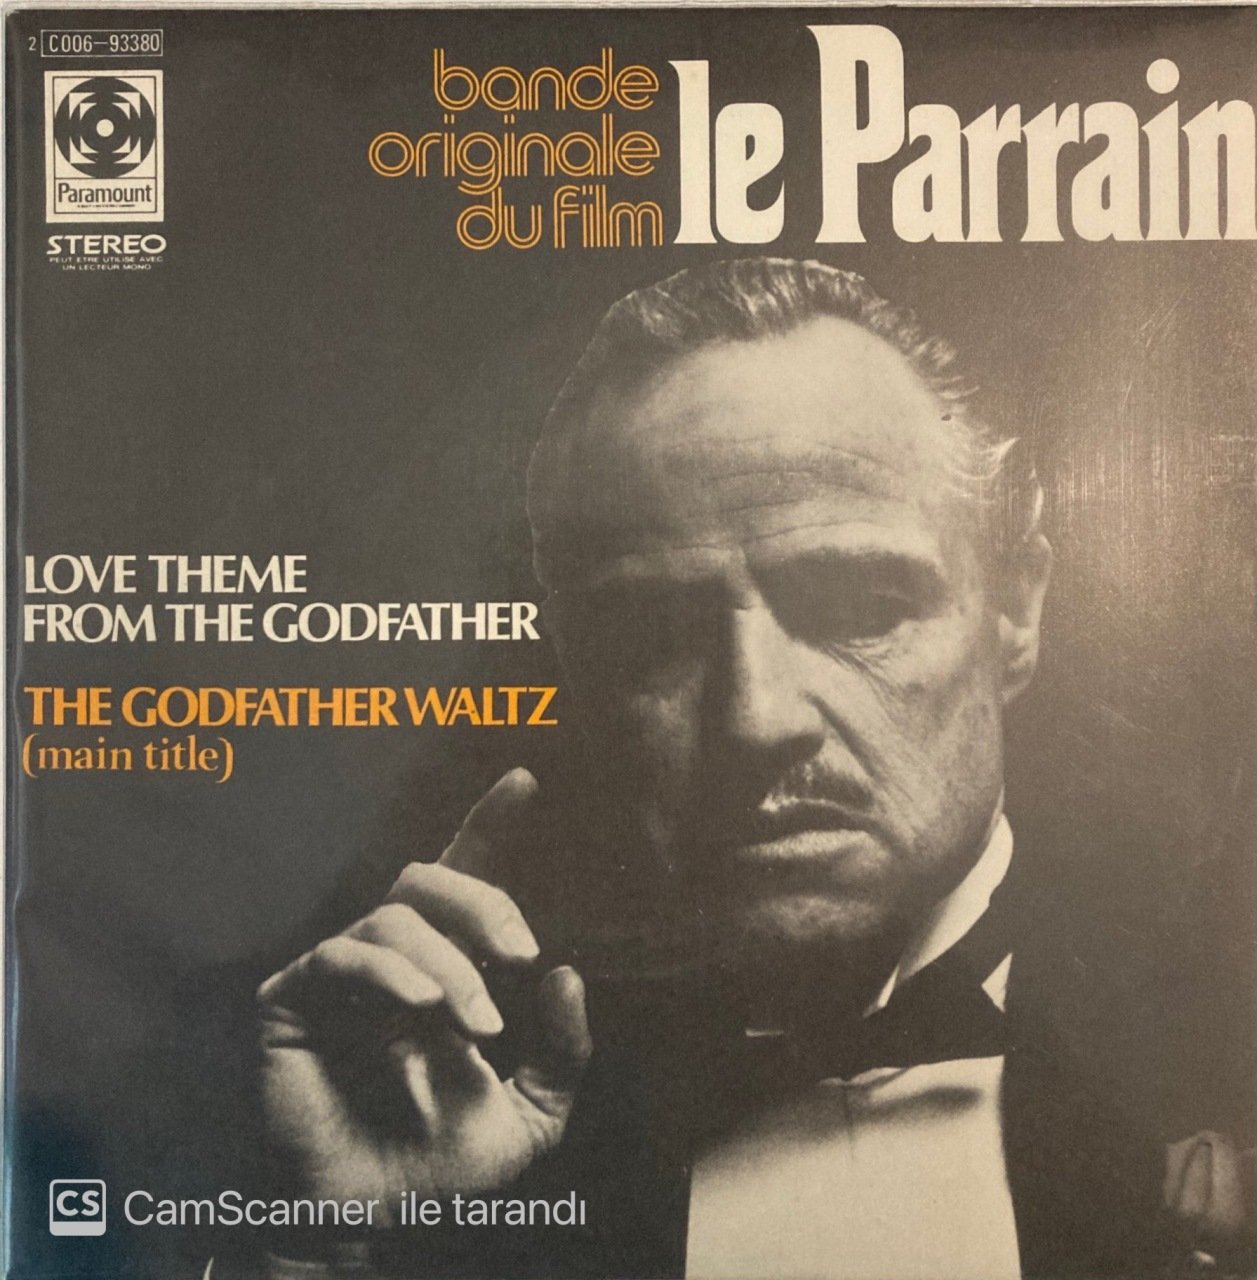 2 C006-93380
Paramount
STEREO
PEUT ETRE UTILISE AVEC
UN LECTEUR MONO
bande
originale
du film
le Parrain
LOVE THEME
FROM THE GODFATHER
THE GODFATHER WALTZ
(main title)
CS CamScanner ile tarandı